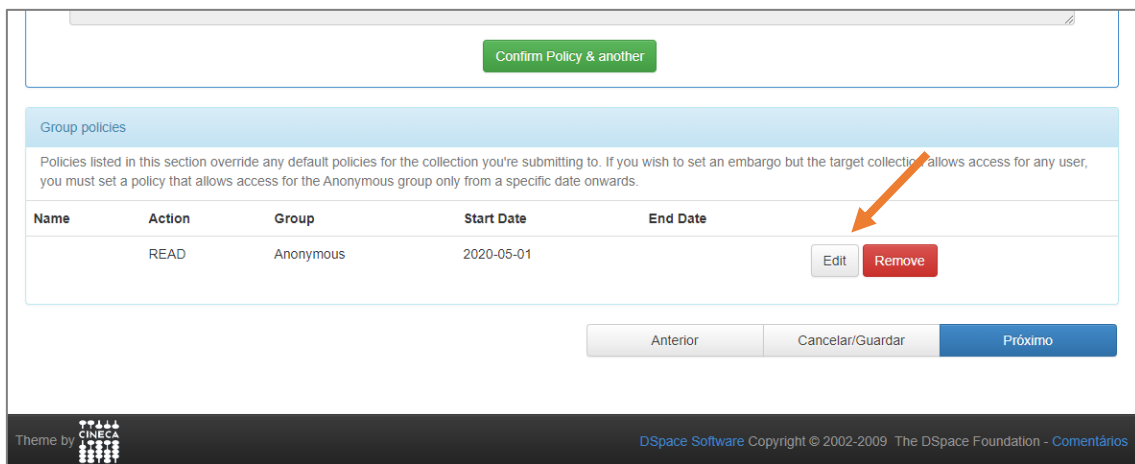 Confirm Policy & another
Group policies
Policies listed in this section override any default policies for the collection you're submitting to. If you wish to set an embargo but the target collection allows access for any user,
you must set a policy that allows access for the Anonymous group only from a specific date onwards.
Name Action Group Start Date End Date
READ Anonymous 2020-05-01 Edit Remove
Anterior Cancelar/Guardar Próximo
Theme by CINECA DSpace Software Copyright © 2002-2009 The DSpace Foundation - Comentários